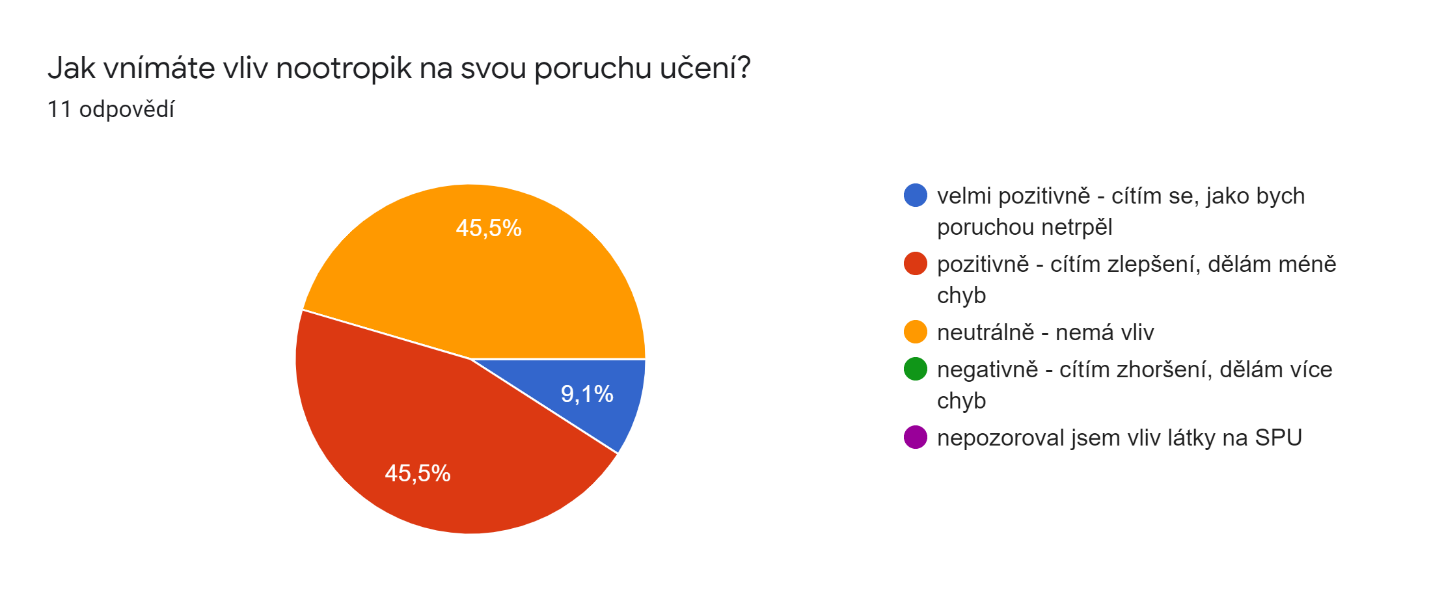 Jak vnímáte vliv nootropik na svou poruchu učení?
11 odpovědí
45,5%
9,1%
45,5%
velmi pozitivně - cítím se, jako bych
poruchou netrpěl
pozitivně - cítím zlepšení, dělám méně
chyb
neutrálně - nemá vliv
negativně - cítím zhoršení, dělám více
chyb
nepozoroval jsem vliv látky na SPU